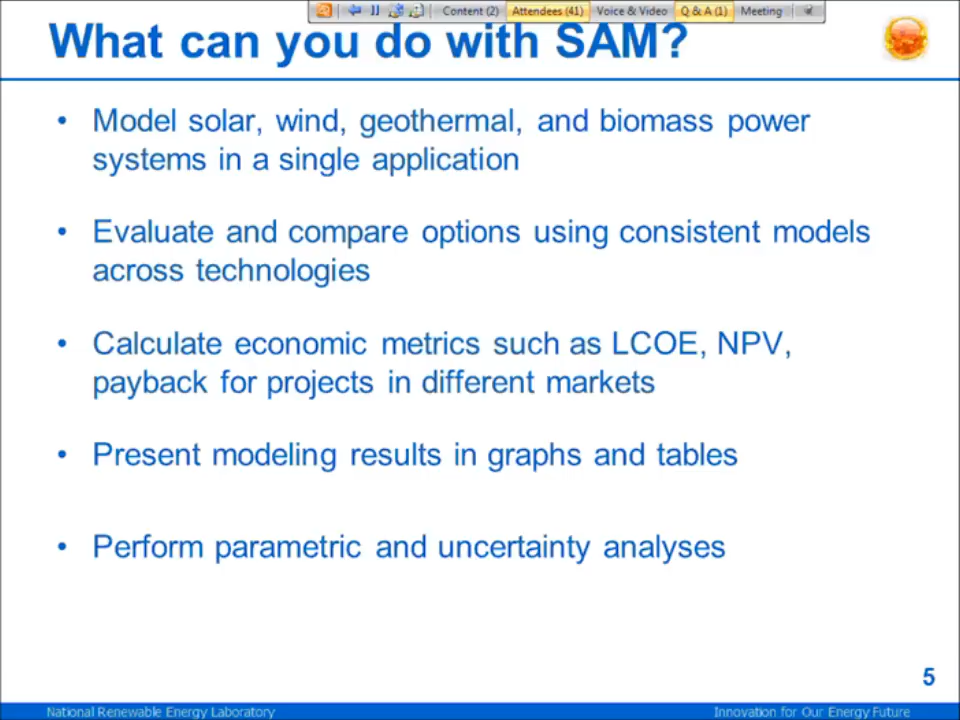 Content (2) Attendees (41) Voice & Video Q & A (1) Meeting
What can you do with SAM?
• Model solar, wind, geothermal, and biomass power
systems in a single application
• Evaluate and compare options using consistent models
across technologies
• Calculate economic metrics such as LCOE, NPV,
payback for projects in different markets
• Present modeling results in graphs and tables
• Perform parametric and uncertainty analyses
5
National Renewable Energy Laboratory Innovation for Our Energy Future